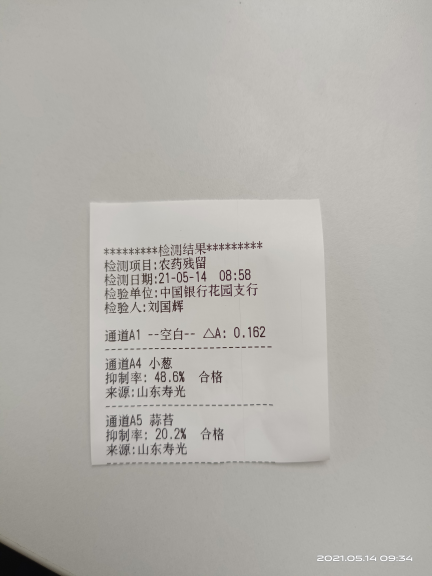 *********检测结果*********
检测项目:农药残留
检测日期:21-05-14 08:58
检验单位:中国银行花园支行
检验人:刘国辉
通道A1 --空白-- △A: 0.162
--------------------------
通道A4 小葱
抑制率: 48.6% 合格
来源:山东寿光
--------------------------
通道A5 蒜苔
抑制率: 20.2% 合格
来源:山东寿光
--------------------------
2021.05.14 09:34